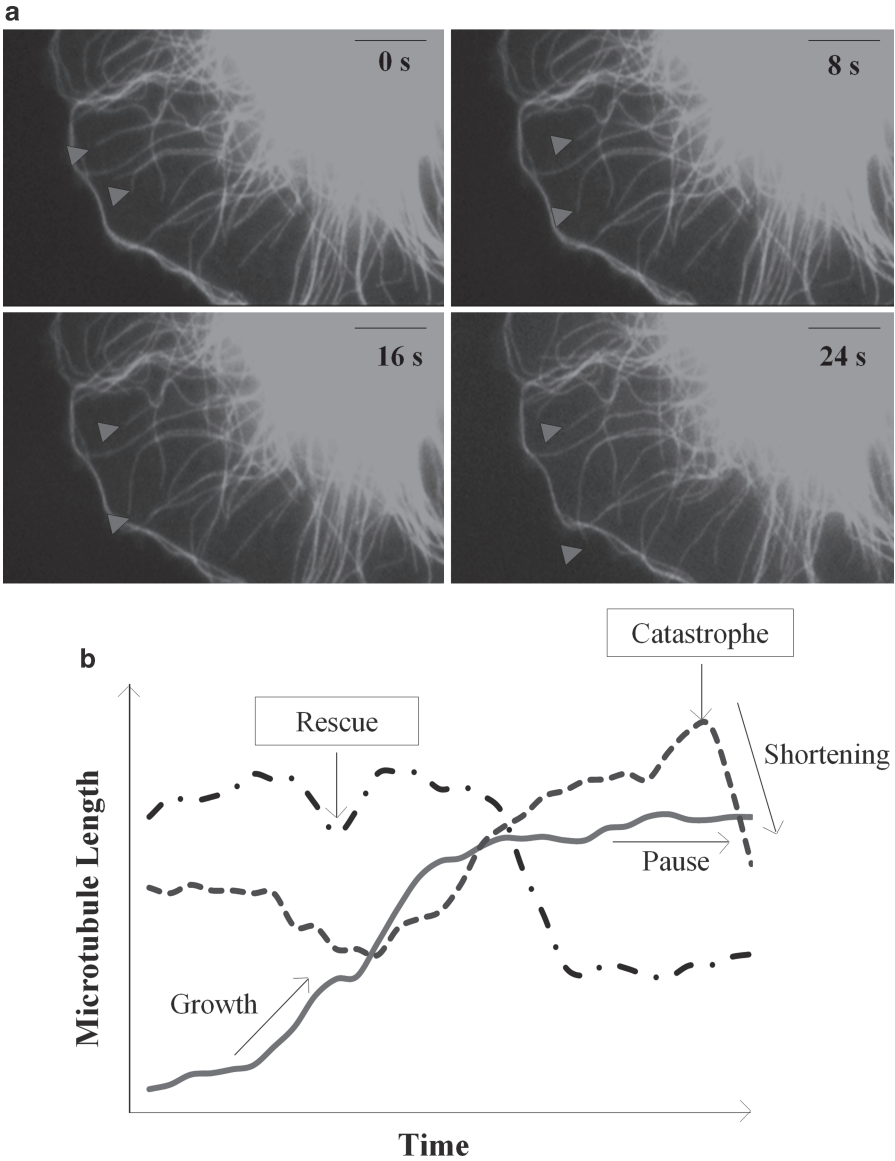 a
0 s
8 s
16 s
24 s
b
Catastrophe
Rescue
Shortening
Pause
Growth
Microtubule Length
Time